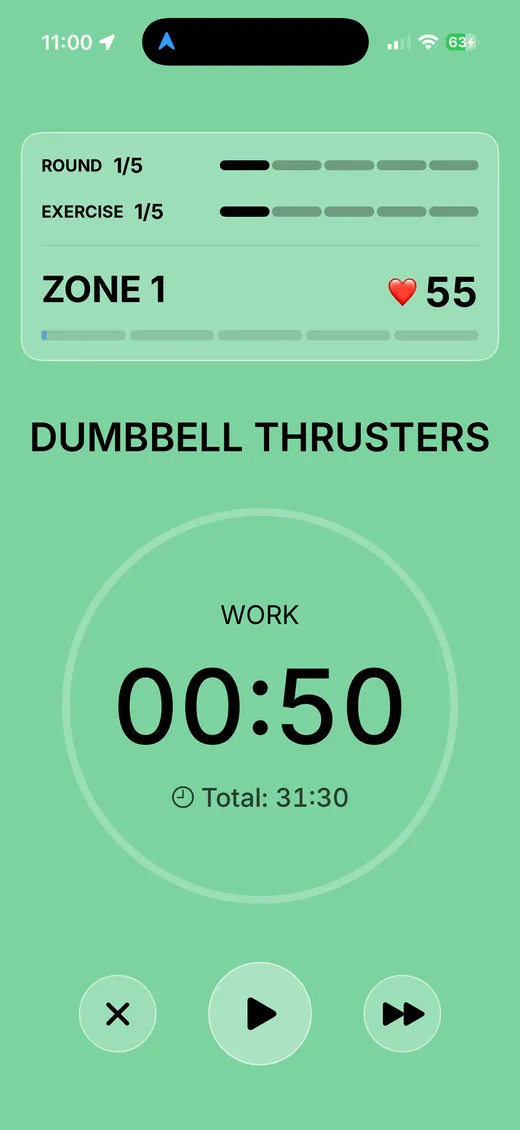 11:00
63
ROUND 1/5
EXERCISE 1/5
ZONE 1
❤️ 55
DUMBBELL THRUSTERS
WORK
00:50
Total: 31:30